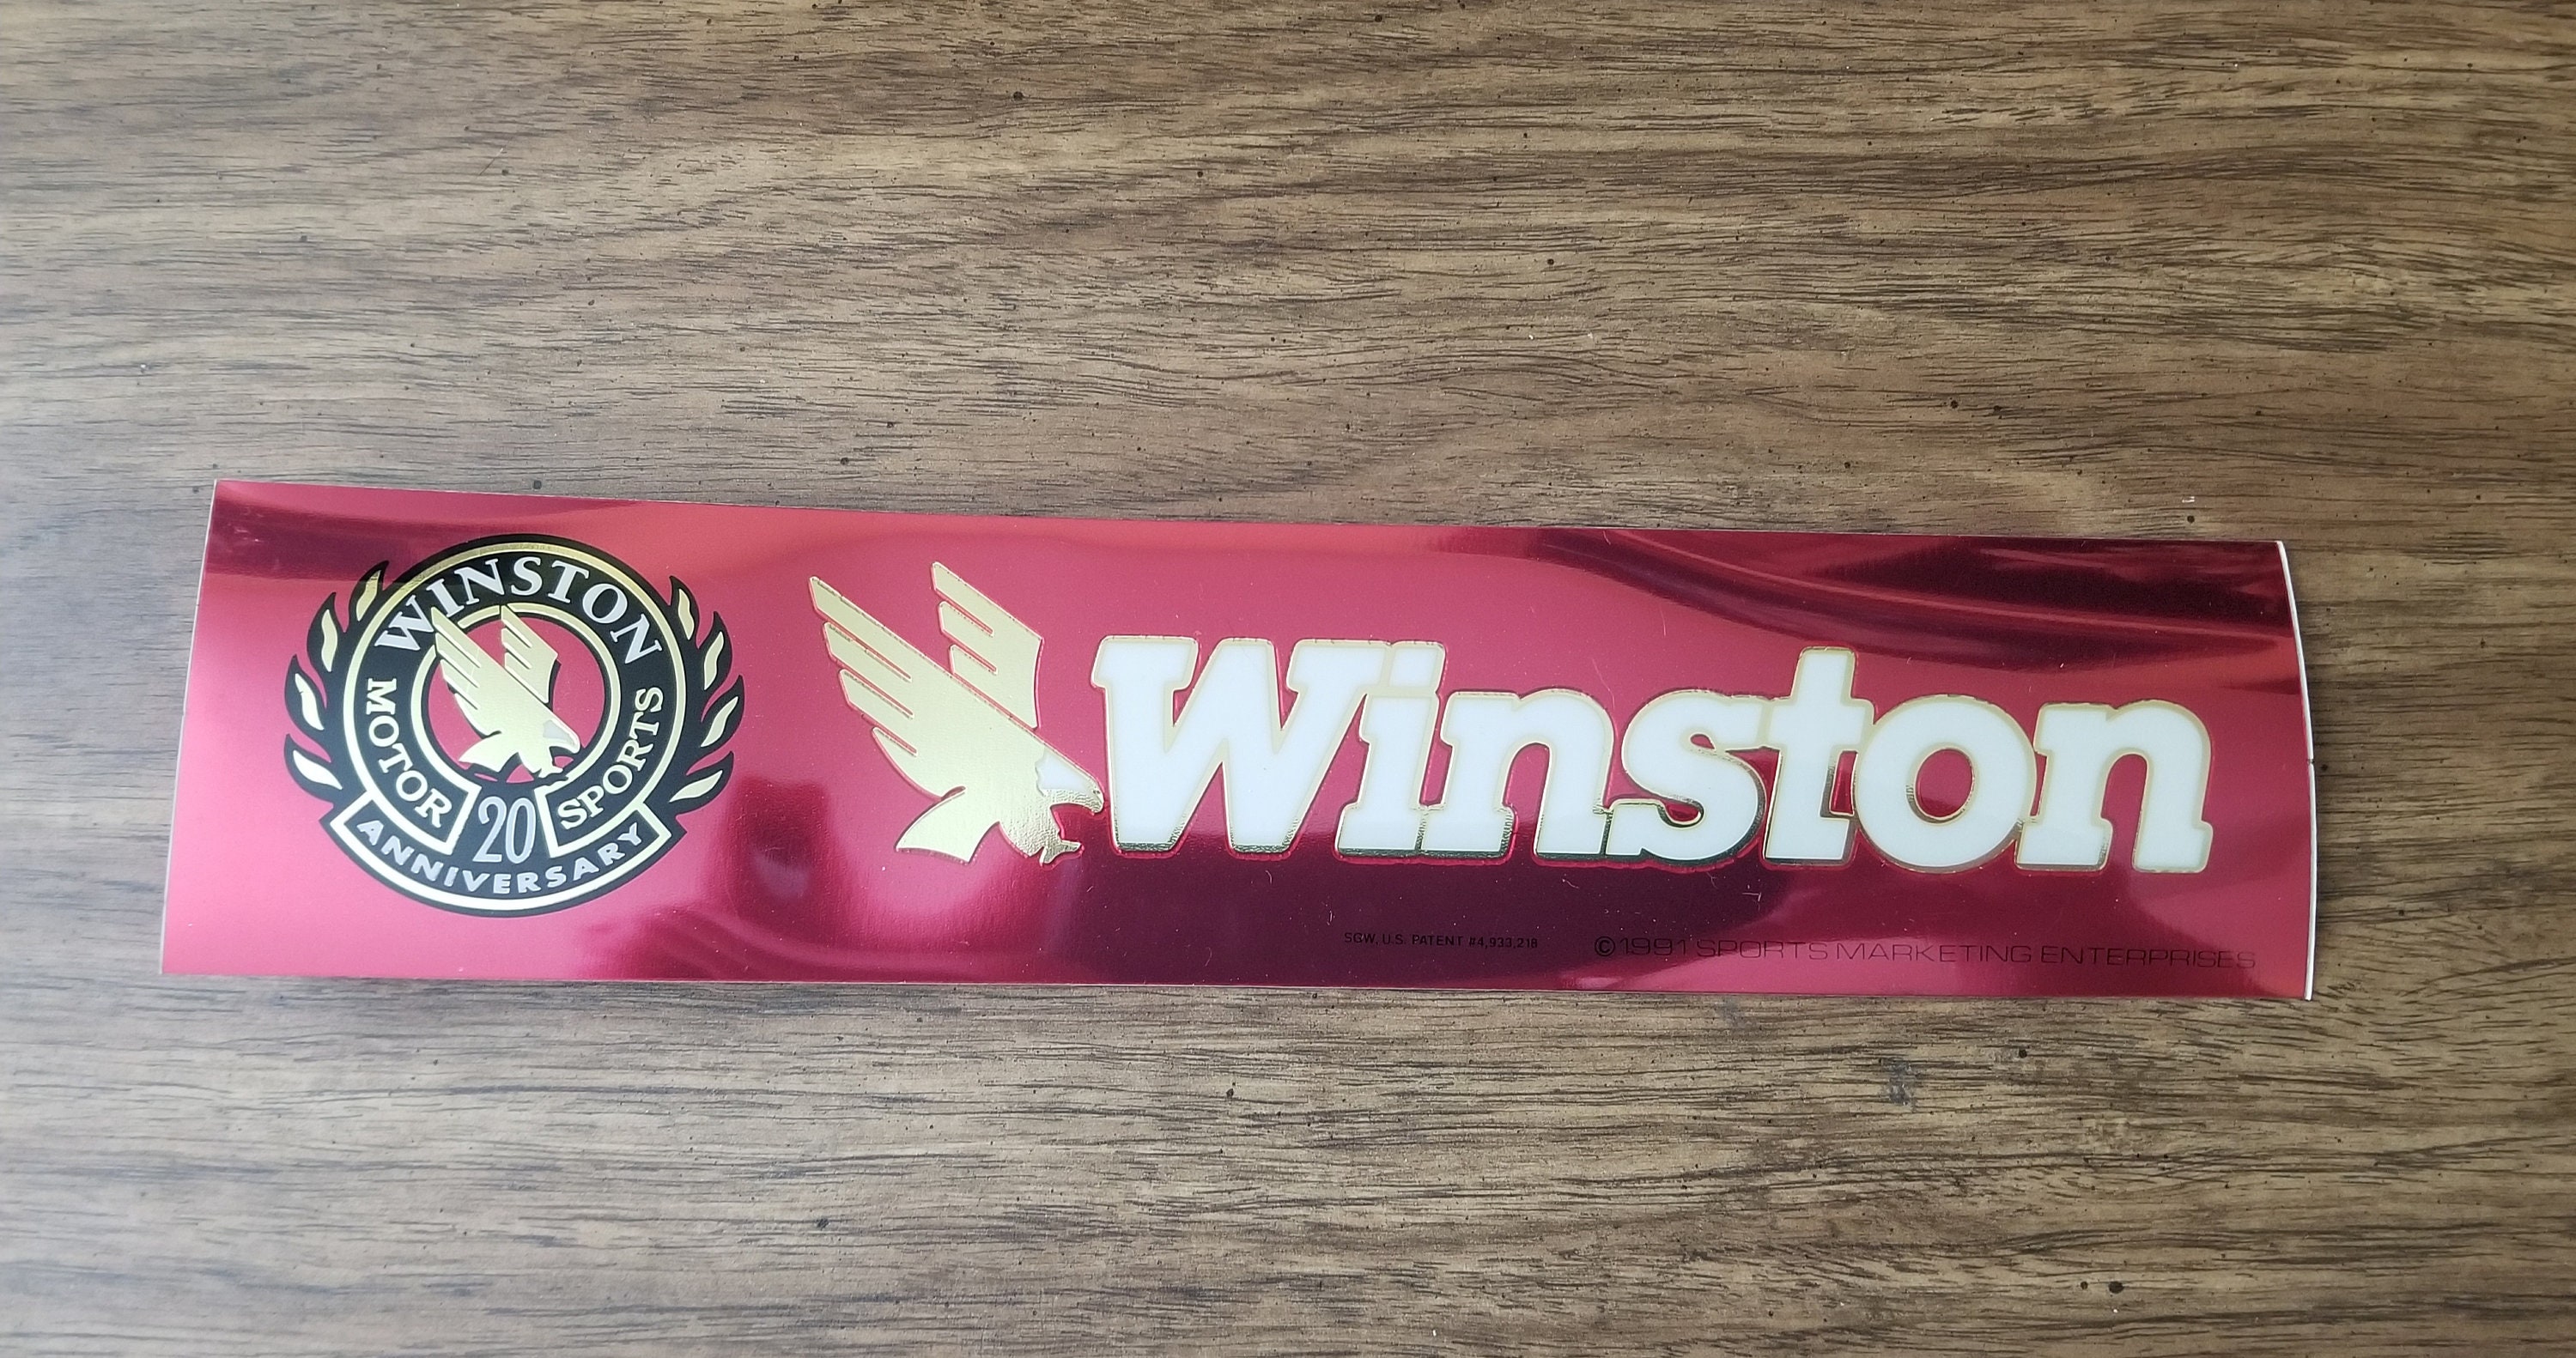 WINSTON
MOTOR SPORTS
20
ANNIVERSARY
Winston
SGW, U.S. PATENT #4,933,218
©1991 SPORTS MARKETING ENTERPRISES